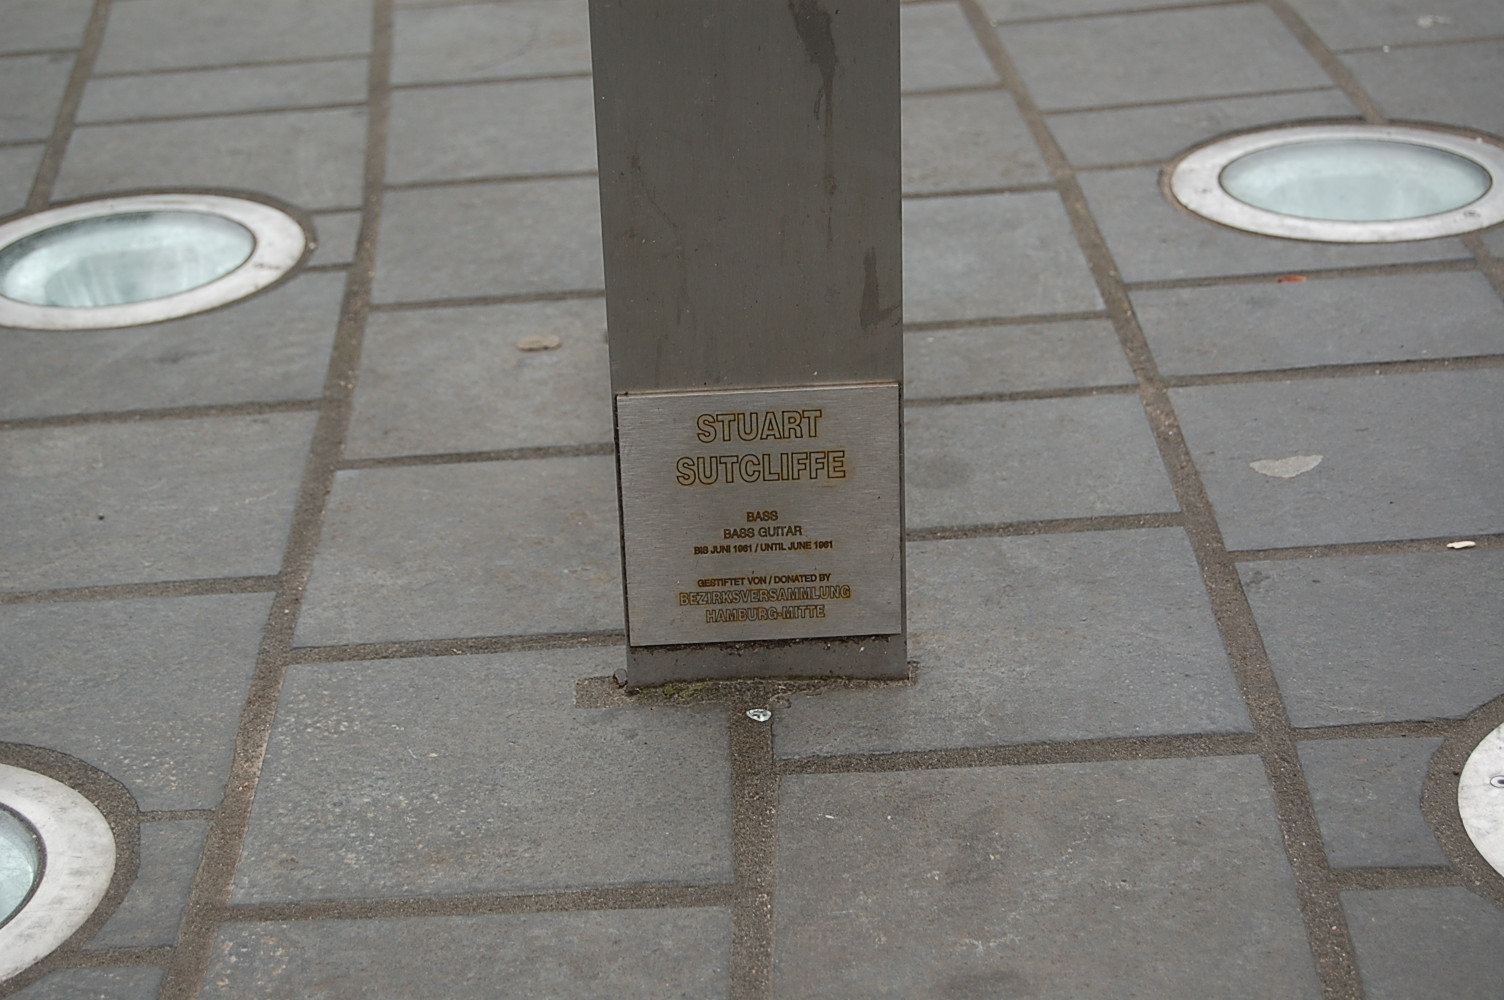 STUART
SUTCLIFFE
BASS
BASS GUITAR
BIS JUNI 1961 / UNTIL JUNE 1961
GESTIFTET VON / DONATED BY
BEZIRKSVERSAMMLUNG
HAMBURG-MITTE